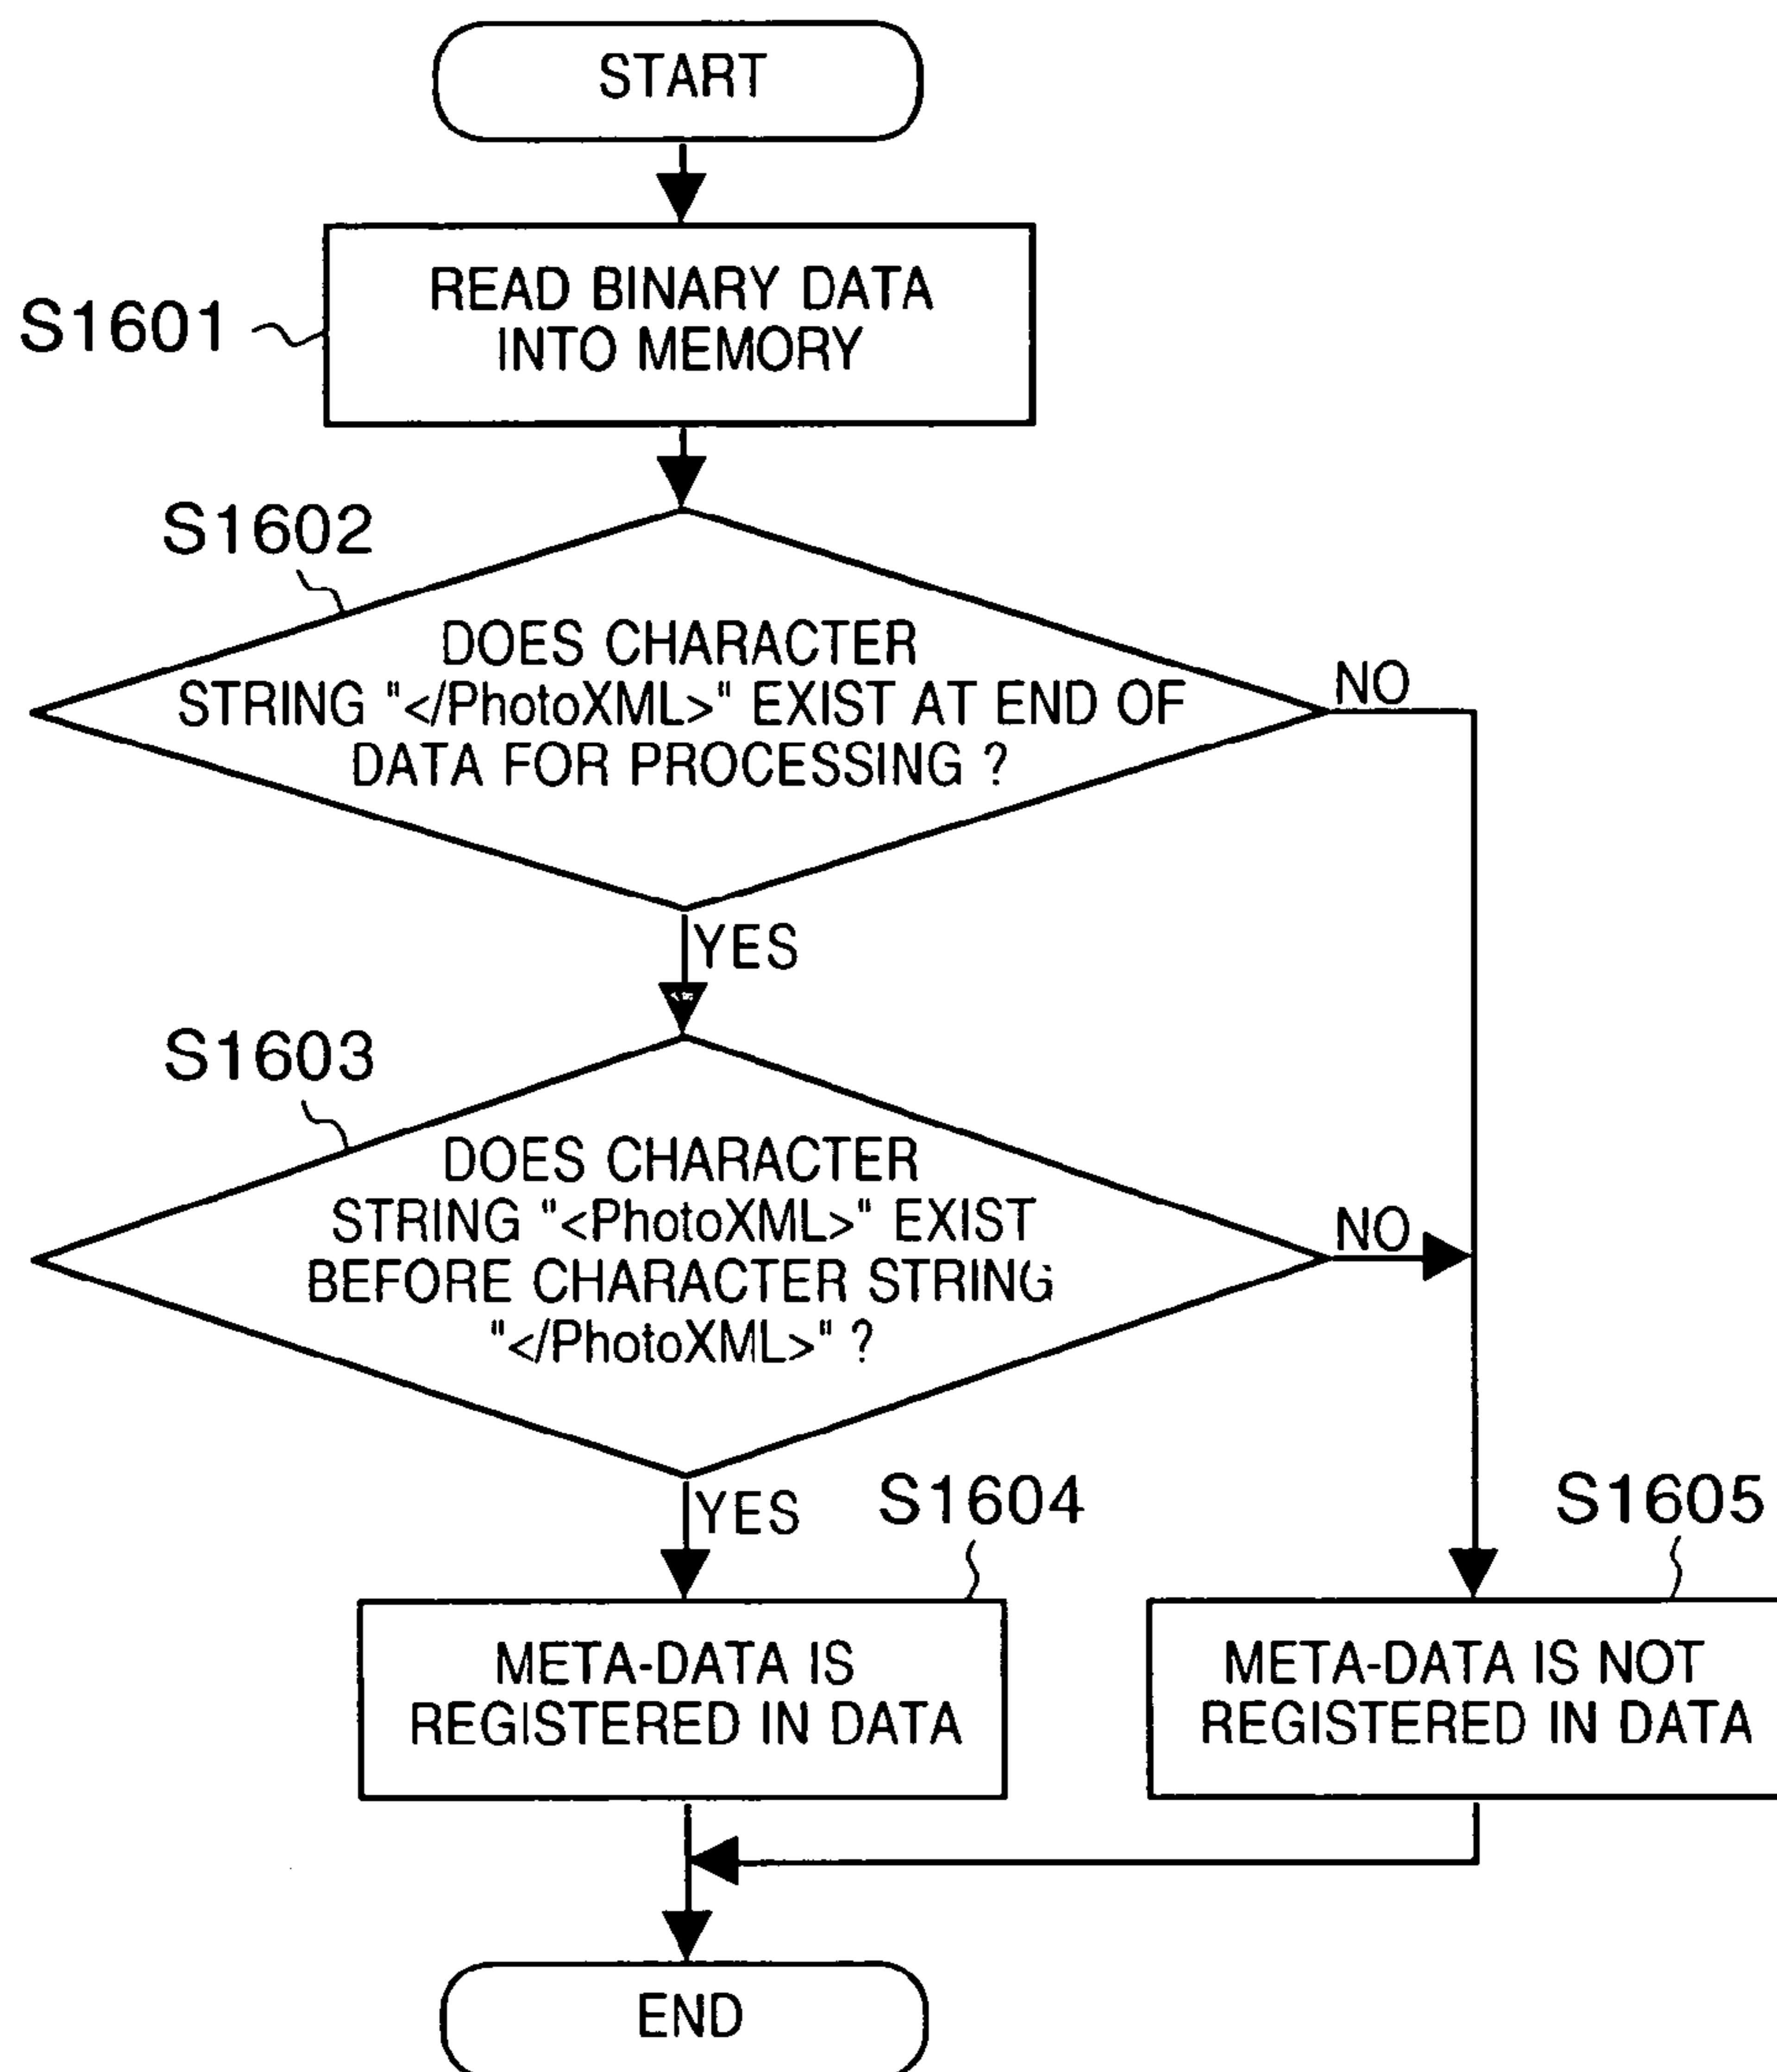 START
S1601
READ BINARY DATA
INTO MEMORY
S1602
DOES CHARACTER
STRING "</PhotoXML>" EXIST AT END OF
DATA FOR PROCESSING ?
NO
YES
S1603
DOES CHARACTER
STRING "<PhotoXML>" EXIST
BEFORE CHARACTER STRING
"</PhotoXML>" ?
NO
YES
S1604
S1605
META-DATA IS
REGISTERED IN DATA
META-DATA IS NOT
REGISTERED IN DATA
END